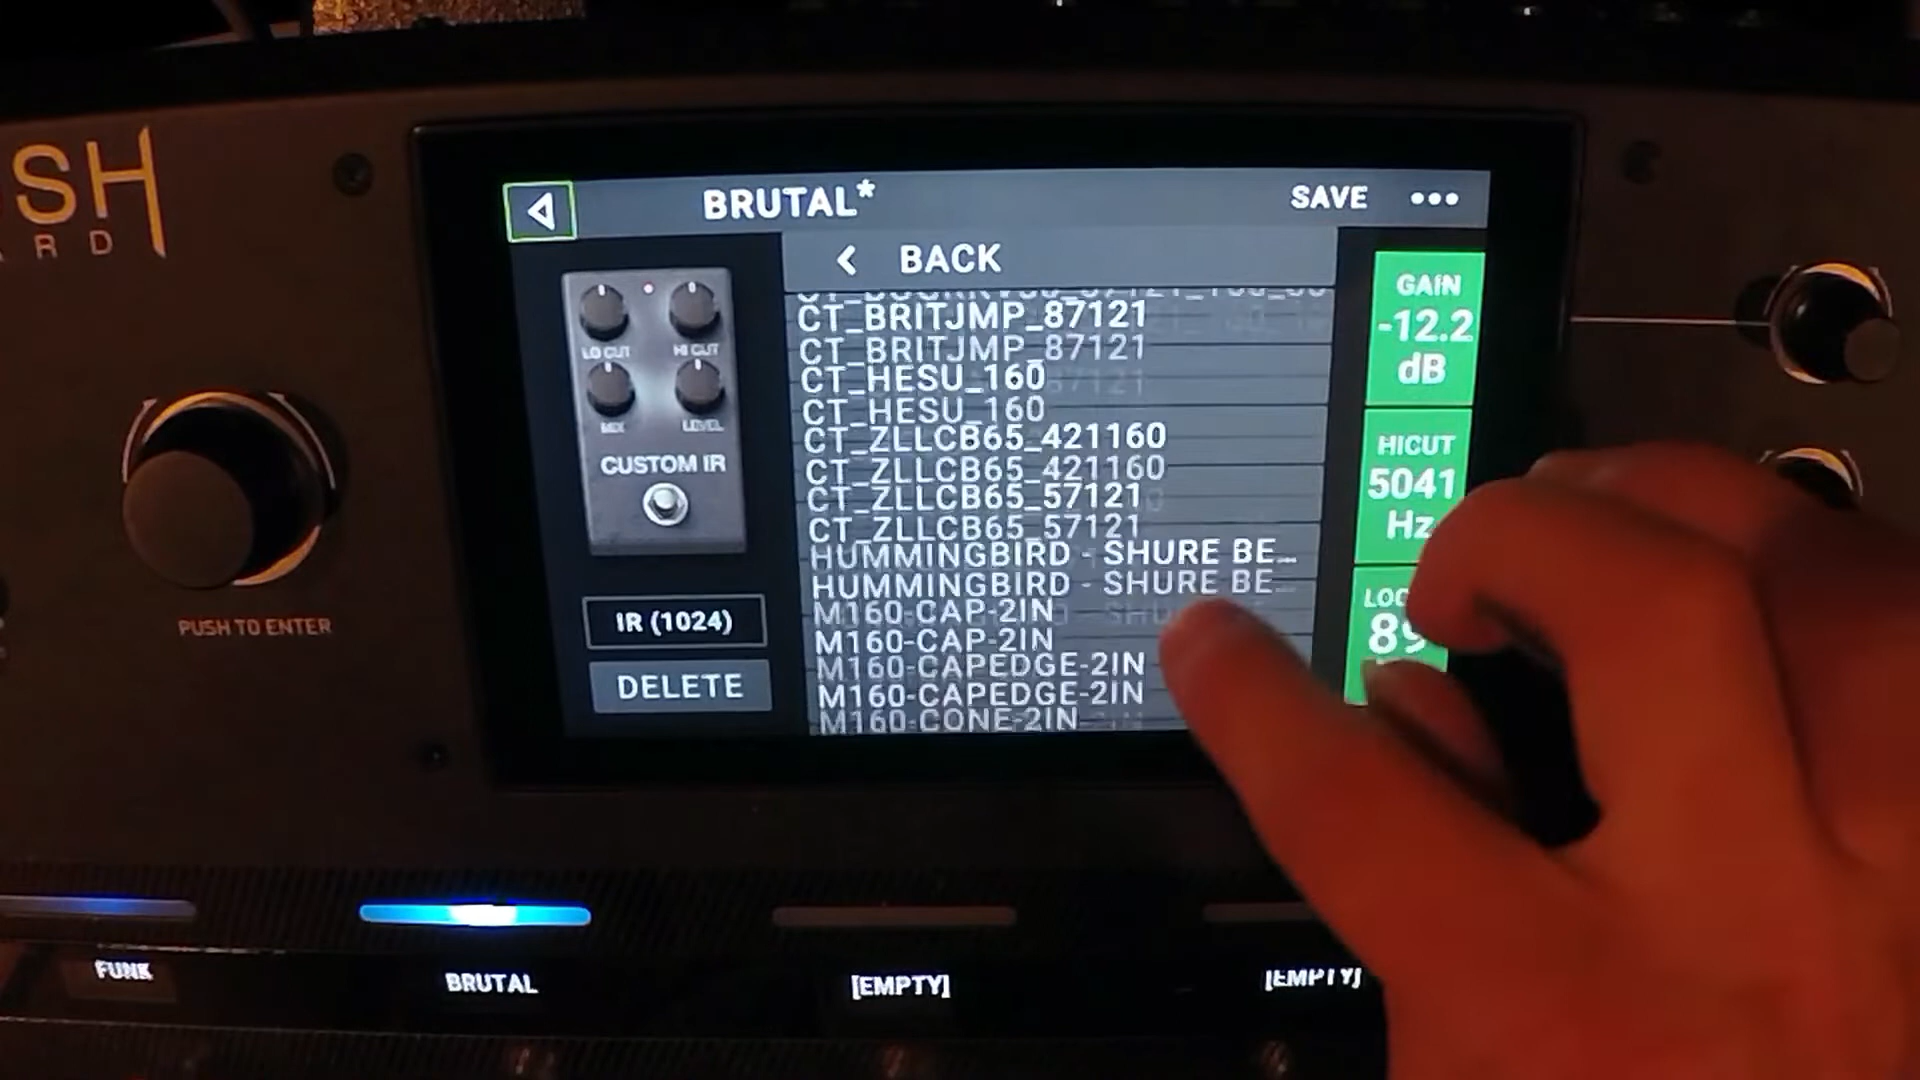 SH
ARD
BRUTAL*
SAVE
BACK
CT_BRITJMP_87121
CT_BRITJMP_87121
CT_HESU_160
CT_HESU_160
CT_ZLLCB65_421160
CT_ZLLCB65_421160
CT_ZLLCB65_57121
CT_ZLLCB65_57121
HUMMINGBIRD - SHURE BE...
HUMMINGBIRD - SHURE BE...
M160-CAP-2IN
M160-CAP-2IN
M160-CAPEDGE-2IN
M160-CAPEDGE-2IN
M160-CONE-2IN
LO CUT
HI CUT
MIX
LEVEL
CUSTOM IR
IR (1024)
DELETE
GAIN
-12.2
dB
HICUT
5041
Hz
LOC
89
PUSH TO ENTER
FUNK
BRUTAL
[EMPTY]
[EMPTY]